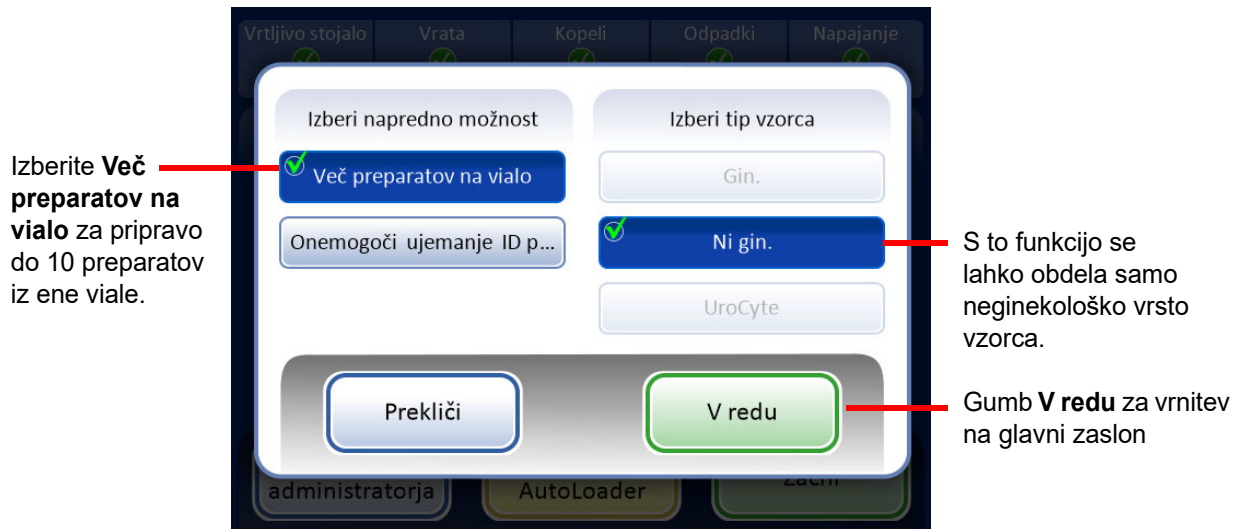 Vrtljivo stojalo Vrata Kopeli Odpadki Napajanje
Izberi napredno možnost
Izberi tip vzorca
Izberite Več
preparatov na
vialo za pripravo
do 10 preparatov
iz ene viale.
Več preparatov na vialo
Onemogoči ujemanje ID p...
Gin.
Ni gin.
UroCyte
S to funkcijo se
lahko obdela samo
neginekološko vrsto
vzorca.
Prekliči
V redu
Gumb V redu za vrnitev
na glavni zaslon
administratorja
AutoLoader
Začni